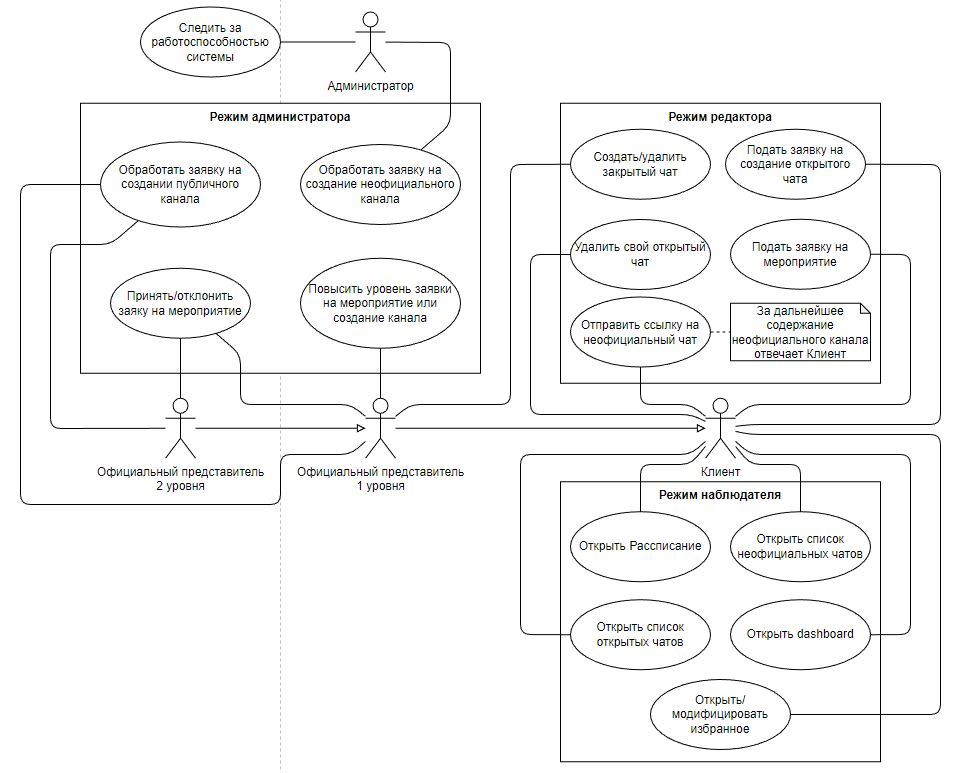 Следить за
работоспособностью
системы
Администратор
Режим администратора
Обработать заявку на
создании публичного
канала
Обработать заявку на
создание неофициального
канала
Принять/отклонить
заяку на мероприятие
Повысить уровень заявки
на мероприятие или
создание канала
Официальный представитель
2 уровня
Официальный представитель
1 уровня
Режим редактора
Создать/удалить
закрытый чат
Подать заявку на
создание открытого
чата
Удалить свой открытый
чат
Подать заявку на
мероприятие
Отправить ссылку на
неофициальный чат
За дальнейшее
содержание
неофициального канала
отвечает Клиент
Клиент
Режим наблюдателя
Открыть Рассписание
Открыть список
неофициальных чатов
Открыть список
открытых чатов
Открыть dashboard
Открыть/
модифицировать
избранное